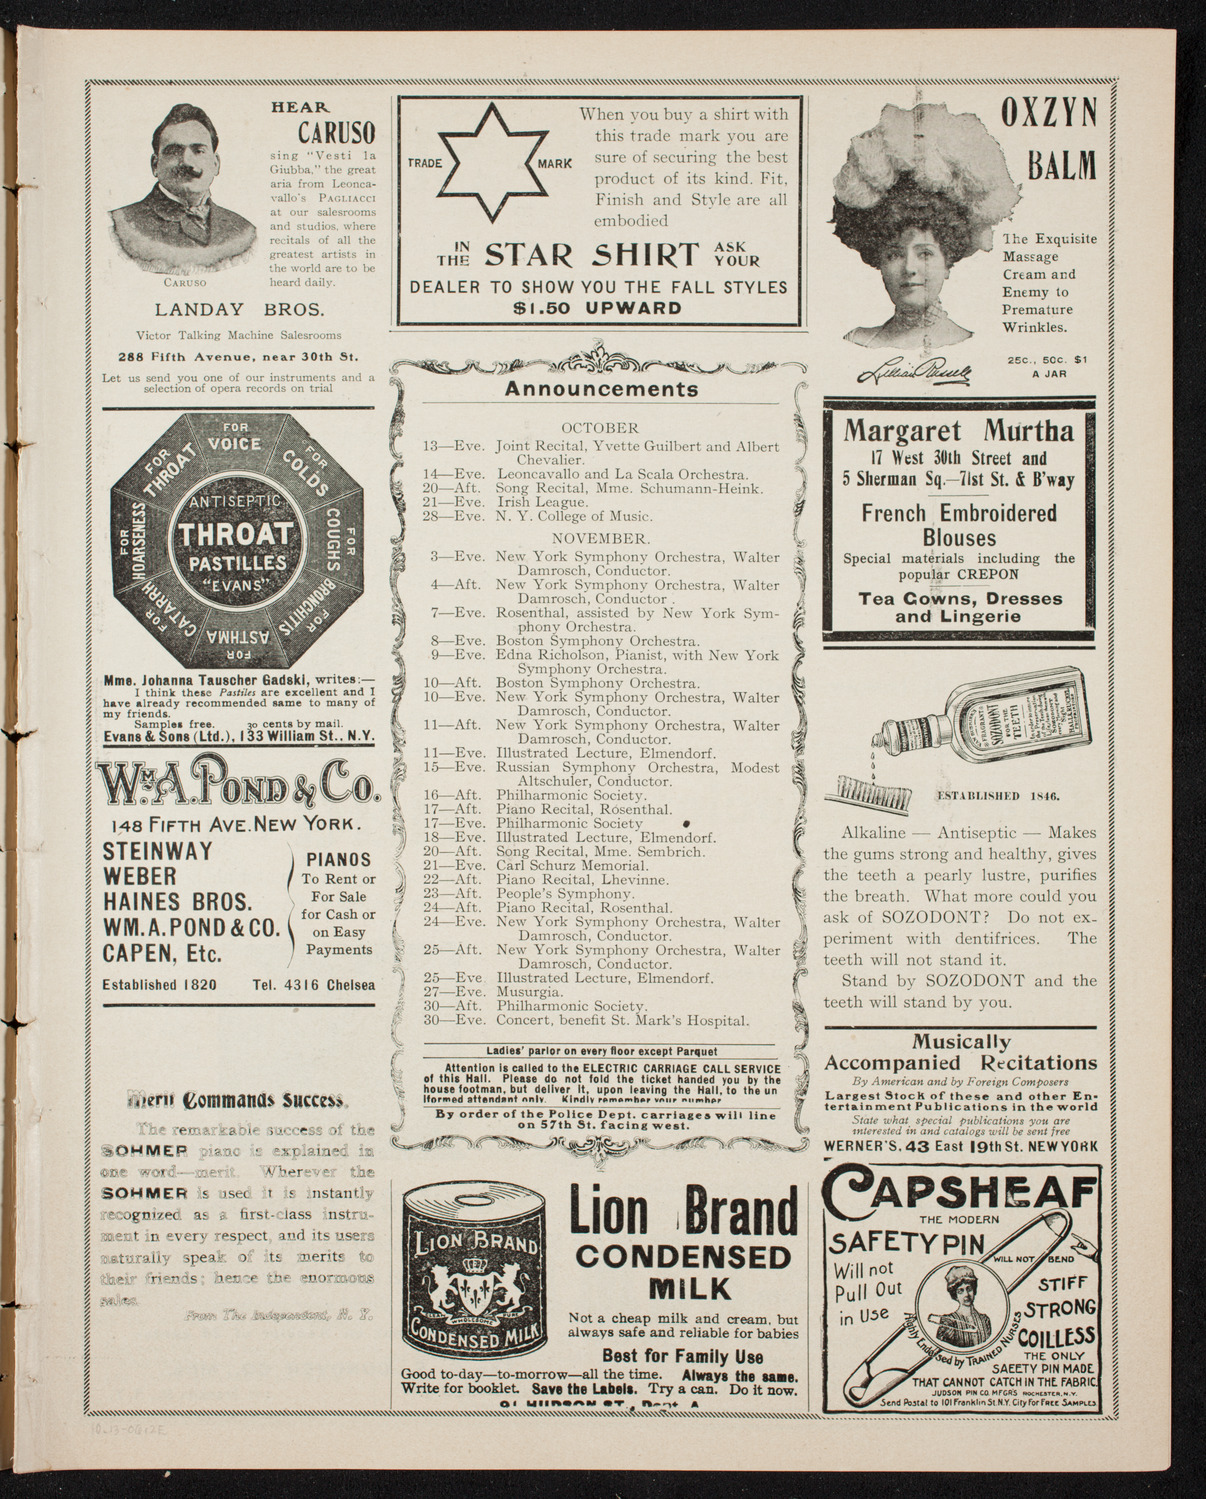 HEAR
CARUSO
sing "Vesti la
Giubba," the great
aria from Leonca-
vallo's PAGLIACCI
at our salesrooms
and studios, where
recitals of all the
greatest artists in
the world are to be
heard daily.
CARUSO
LANDAY BROS.
Victor Talking Machine Salesrooms
288 Fifth Avenue, near 30th St.
Let us send you one of our instruments and a
selection of opera records on trial
FOR VOICE
FOR COLDS
FOR COUGHS
FOR BRONCHITIS
FOR ASTHMA
FOR CATARRH
FOR HOARSENESS
FOR THROAT
ANTISEPTIC
THROAT
PASTILLES
"EVANS"
Mme. Johanna Tauscher Gadski, writes:—
I think these Pastiles are excellent and I
have already recommended same to many of
my friends.
Samples free. 30 cents by mail.
Evans & Sons (Ltd.), 133 William St., N.Y.
WM. A. POND & CO.
148 FIFTH AVE. NEW YORK.
STEINWAY
WEBER
HAINES BROS.
WM. A. POND & CO.
CAPEN, Etc.
PIANOS
To Rent or
For Sale
for Cash or
on Easy
Payments
Established 1820 Tel. 4316 Chelsea
Merit Commands Success.
The remarkable success of the
SOHMER piano is explained in
one word—merit. Wherever the
SOHMER is used it is instantly
recognized as a first-class instru-
ment in every respect, and its users
naturally speak of its merits to
their friends; hence the enormous
sales.
From The Independent, N. Y.
TRADE MARK
When you buy a shirt with
this trade mark you are
sure of securing the best
product of its kind. Fit,
Finish and Style are all
embodied
IN THE STAR SHIRT ASK YOUR
DEALER TO SHOW YOU THE FALL STYLES
$1.50 UPWARD
Announcements
OCTOBER
13—Eve. Joint Recital, Yvette Guilbert and Albert
Chevalier.
14—Eve. Leoncavallo and La Scala Orchestra.
20—Aft. Song Recital, Mme. Schumann-Heink.
21—Eve. Irish League.
28—Eve. N. Y. College of Music.
NOVEMBER.
3—Eve. New York Symphony Orchestra, Walter
Damrosch, Conductor.
4—Aft. New York Symphony Orchestra, Walter
Damrosch, Conductor.
7—Eve. Rosenthal, assisted by New York Sym-
phony Orchestra.
8—Eve. Boston Symphony Orchestra.
9—Eve. Edna Richolson, Pianist, with New York
Symphony Orchestra.
10—Aft. Boston Symphony Orchestra.
10—Eve. New York Symphony Orchestra, Walter
Damrosch, Conductor.
11—Aft. New York Symphony Orchestra, Walter
Damrosch, Conductor.
11—Eve. Illustrated Lecture, Elmendorf.
15—Eve. Russian Symphony Orchestra, Modest
Altschuler, Conductor.
16—Aft. Philharmonic Society.
17—Aft. Piano Recital, Rosenthal.
17—Eve. Philharmonic Society
18—Eve. Illustrated Lecture, Elmendorf.
20—Aft. Song Recital, Mme. Sembrich.
21—Eve. Carl Schurz Memorial.
22—Aft. Piano Recital, Lhevinne.
23—Aft. People's Symphony.
24—Aft. Piano Recital, Rosenthal.
24—Eve. New York Symphony Orchestra, Walter
Damrosch, Conductor.
25—Aft. New York Symphony Orchestra, Walter
Damrosch, Conductor.
25—Eve. Illustrated Lecture, Elmendorf.
27—Eve. Musurgia.
30—Aft. Philharmonic Society.
30—Eve. Concert, benefit St. Mark's Hospital.
Ladies' parlor on every floor except Parquet
Attention is called to the ELECTRIC CARRIAGE CALL SERVICE
of this Hall. Please do not fold the ticket handed you by the
house footman, but deliver it, upon leaving the Hall, to the un
iformed attendant only. Kindly remember your number
By order of the Police Dept. carriages will line
on 57th St. facing west.
LION BRAND
WHOLESOME
CONDENSED MILK
Lion Brand
CONDENSED
MILK
Not a cheap milk and cream, but
always safe and reliable for babies
Best for Family Use
Good to-day—to-morrow—all the time. Always the same.
Write for booklet. Save the Labels. Try a can. Do it now.
91 HUDSON ST., Dept. A
OXZYN
BALM
The Exquisite
Massage
Cream and
Enemy to
Premature
Wrinkles.
Lillian Russell
25c., 50c. $1
A JAR
Margaret Murtha
17 West 30th Street and
5 Sherman Sq.—71st St. & B'way
French Embroidered
Blouses
Special materials including the
popular CREPON
Tea Gowns, Dresses
and Lingerie
SOZODONT
FOR THE
TEETH
ESTABLISHED 1846.
Alkaline — Antiseptic — Makes
the gums strong and healthy, gives
the teeth a pearly lustre, purifies
the breath. What more could you
ask of SOZODONT? Do not ex-
periment with dentifrices. The
teeth will not stand it.
Stand by SOZODONT and the
teeth will stand by you.
Musically
Accompanied Recitations
By American and by Foreign Composers
Largest Stock of these and other En-
tertainment Publications in the world
State what special publications you are
interested in and catalogs will be sent free
WERNER'S, 43 East 19th St. NEW YORK
CAPSHEAF
THE MODERN
SAFETY PIN
WILL NOT BEND
Will not
Pull Out
in Use
STIFF
STRONG
COILLESS
Highly Endorsed by TRAINED NURSES
THE ONLY
SAFETY PIN MADE
THAT CANNOT CATCH IN THE FABRIC.
JUDSON PIN CO. MFGRS. ROCHESTER, N.Y.
Send Postal to 101 Franklin St. N.Y. City for FREE SAMPLES